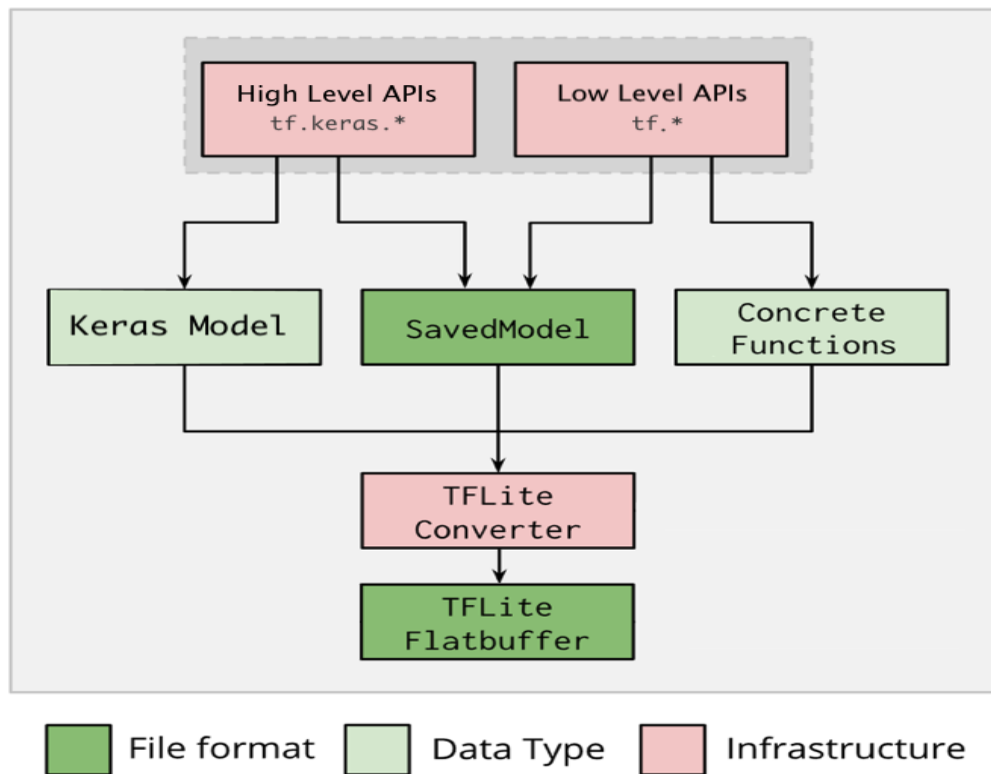 High Level APIs
tf.keras.*
Low Level APIs
tf.*
Keras Model
SavedModel
Concrete
Functions
TFLite
Converter
TFLite
Flatbuffer
File format
Data Type
Infrastructure